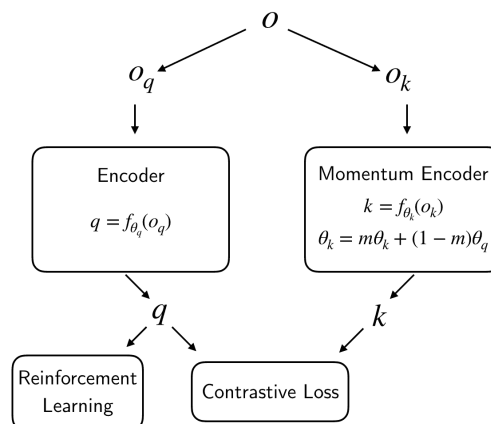 o
o_q
o_k
Encoder
q = f_{θ_q}(o_q)
Momentum Encoder
k = f_{θ_k}(o_k)
θ_k = mθ_k + (1 − m)θ_q
q
k
Reinforcement
Learning
Contrastive Loss